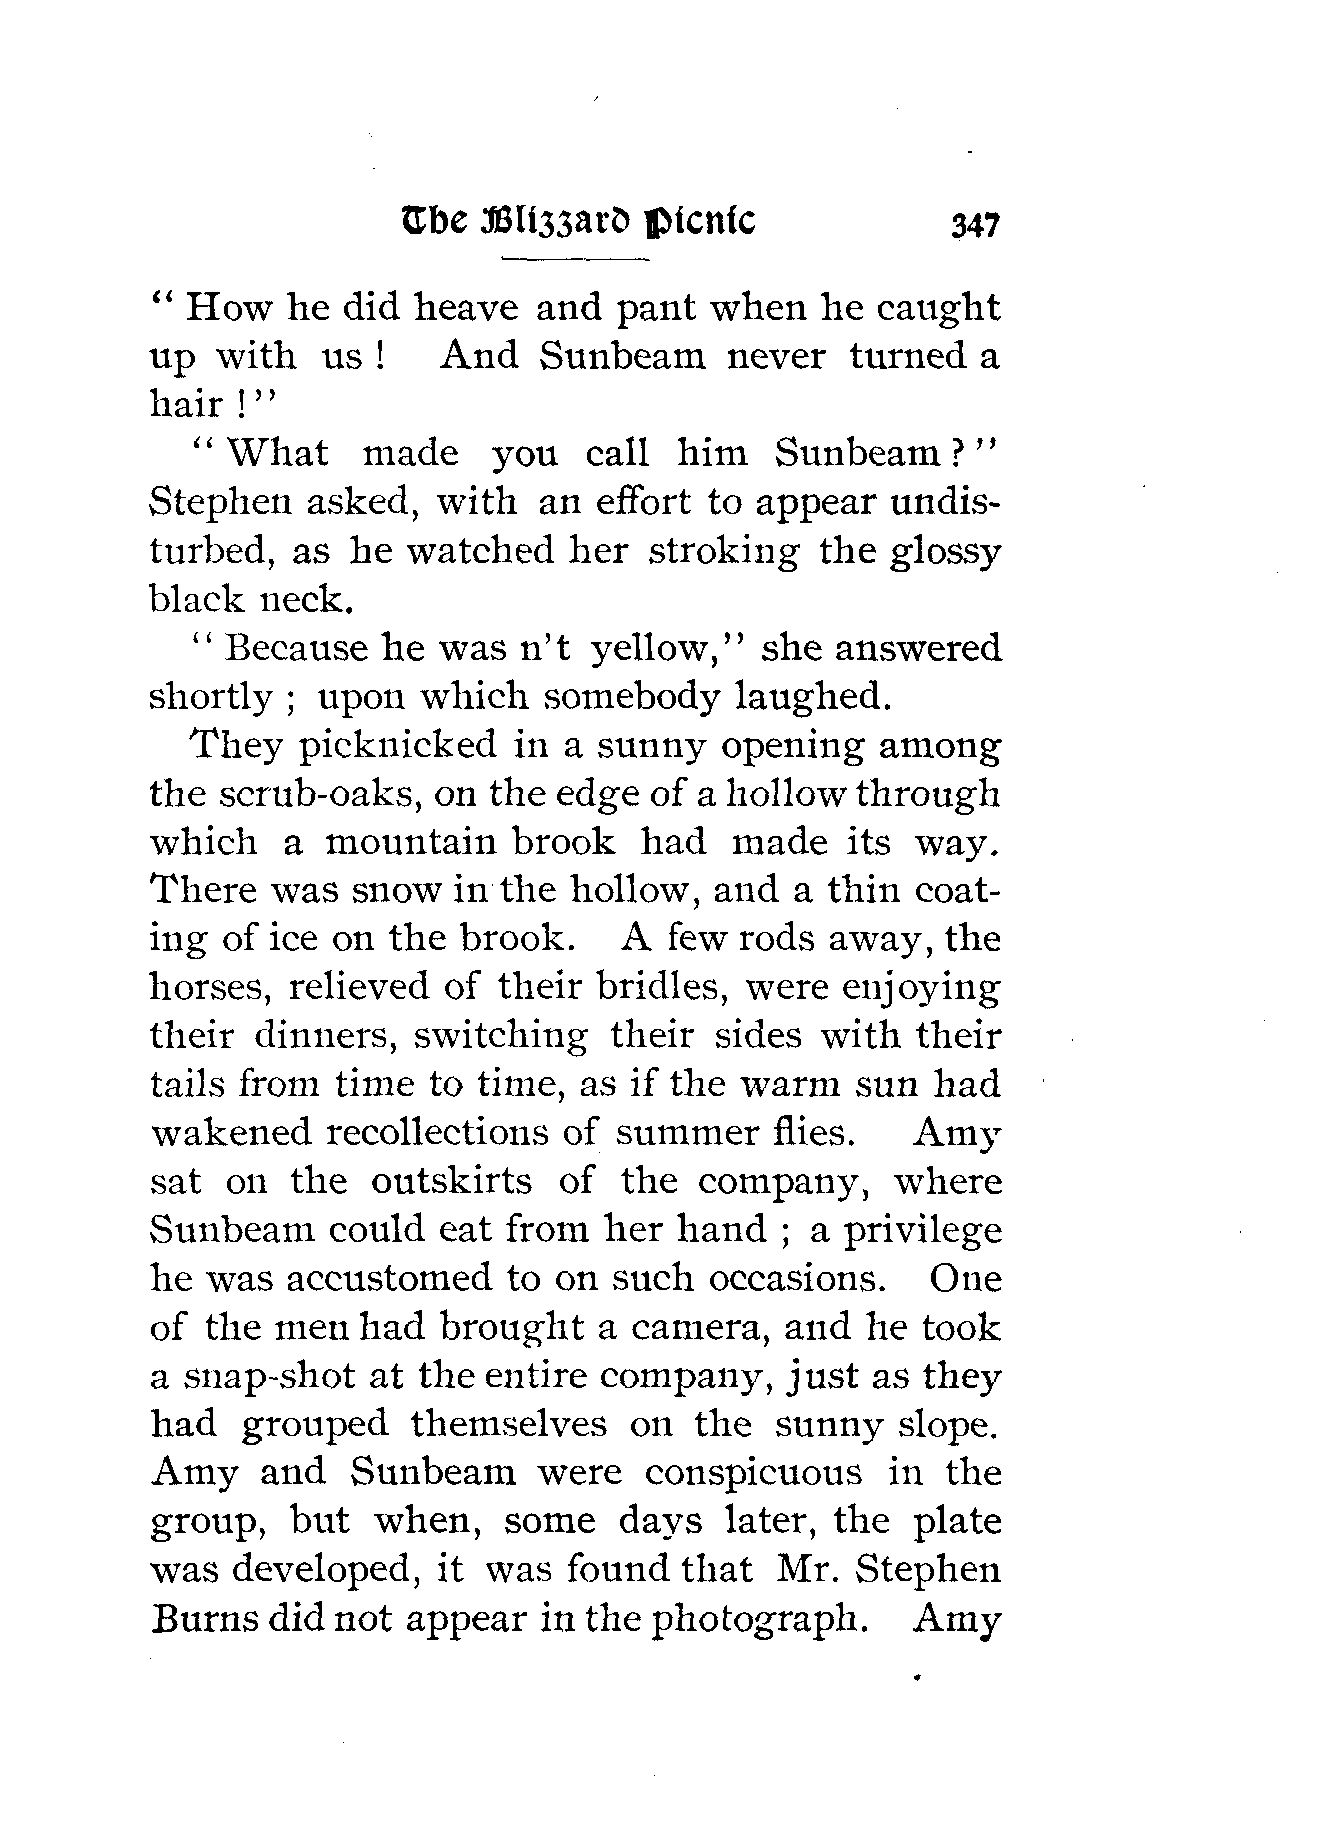 The Blizzard Picnic 347
“ How he did heave and pant when he caught
up with us ! And Sunbeam never turned a
hair ! ”
“ What made you call him Sunbeam ? ”
Stephen asked, with an effort to appear undis-
turbed, as he watched her stroking the glossy
black neck.
“ Because he was n’t yellow,” she answered
shortly ; upon which somebody laughed.
They picknicked in a sunny opening among
the scrub-oaks, on the edge of a hollow through
which a mountain brook had made its way.
There was snow in the hollow, and a thin coat-
ing of ice on the brook. A few rods away, the
horses, relieved of their bridles, were enjoying
their dinners, switching their sides with their
tails from time to time, as if the warm sun had
wakened recollections of summer flies. Amy
sat on the outskirts of the company, where
Sunbeam could eat from her hand ; a privilege
he was accustomed to on such occasions. One
of the men had brought a camera, and he took
a snap-shot at the entire company, just as they
had grouped themselves on the sunny slope.
Amy and Sunbeam were conspicuous in the
group, but when, some days later, the plate
was developed, it was found that Mr. Stephen
Burns did not appear in the photograph. Amy